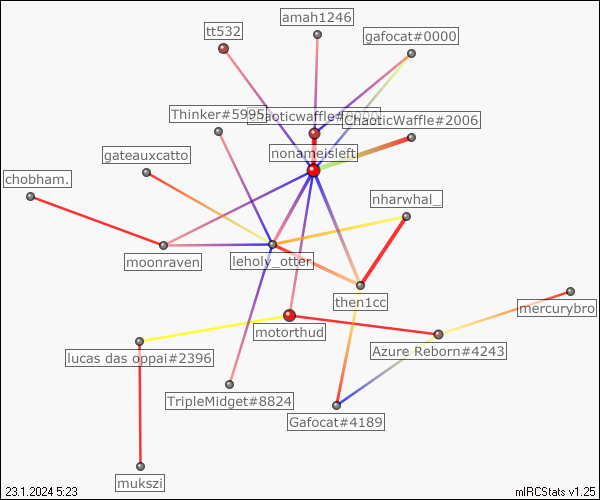 amah1246
tt532
gafocat#0000
Thinker#5995
chaoticwaffle#0000
ChaoticWaffle#2006
nonameisleft
gateauxcatto
chobham.
nharwhal_
moonraven
leholy_otter
then1cc
mercurybro
motorthud
lucas das oppai#2396
Azure Reborn#4243
TripleMidget#8824
Gafocat#4189
mukszi
23.1.2024 5:23
mIRCStats v1.25